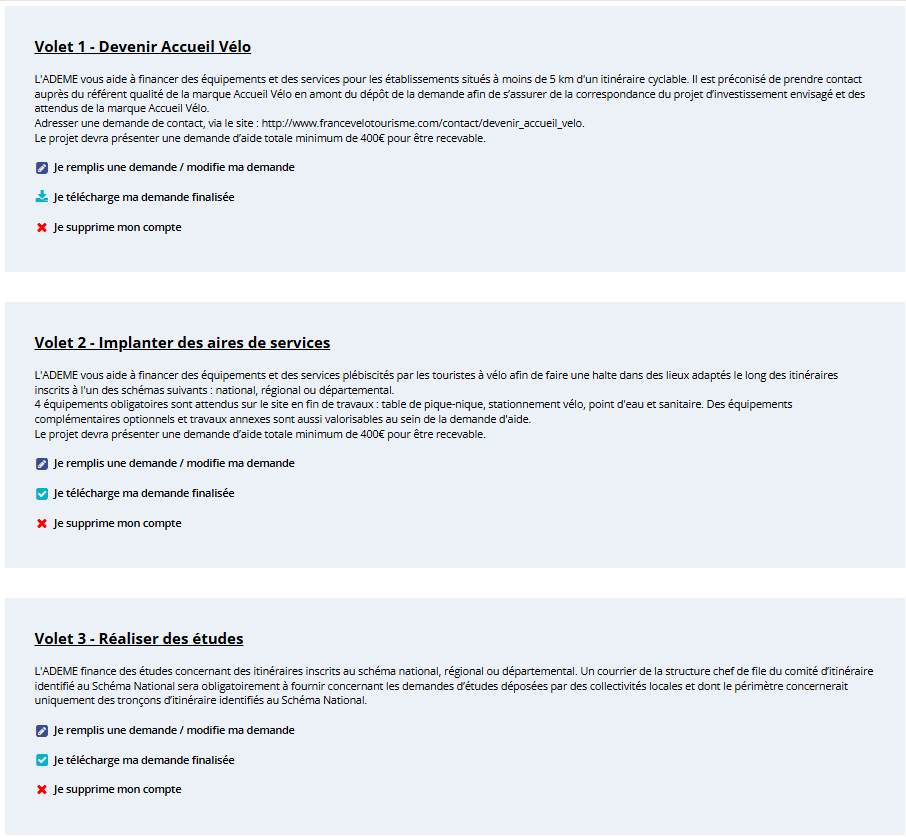 Volet 1 - Devenir Accueil Vélo
L'ADEME vous aide à financer des équipements et des services pour les établissements situés à moins de 5 km d'un itinéraire cyclable. Il est préconisé de prendre contact
auprès du référent qualité de la marque Accueil Vélo en amont du dépôt de la demande afin de s’assurer de la correspondance du projet d’investissement envisagé et des
attendus de la marque Accueil Vélo.
Adresser une demande de contact, via le site : http://www.francevelotourisme.com/contact/devenir_accueil_velo.
Le projet devra présenter une demande d’aide totale minimum de 400€ pour être recevable.
Je remplis une demande / modifie ma demande
Je télécharge ma demande finalisée
Je supprime mon compte
Volet 2 - Implanter des aires de services
L'ADEME vous aide à financer des équipements et des services plébiscités par les touristes à vélo afin de faire une halte dans des lieux adaptés le long des itinéraires
inscrits à l'un des schémas suivants : national, régional ou départemental.
4 équipements obligatoires sont attendus sur le site en fin de travaux : table de pique-nique, stationnement vélo, point d'eau et sanitaire. Des équipements
complémentaires optionnels et travaux annexes sont aussi valorisables au sein de la demande d'aide.
Le projet devra présenter une demande d’aide totale minimum de 400€ pour être recevable.
Je remplis une demande / modifie ma demande
Je télécharge ma demande finalisée
Je supprime mon compte
Volet 3 - Réaliser des études
L'ADEME finance des études concernant des itinéraires inscrits au schéma national, régional ou départemental. Un courrier de la structure chef de file du comité d’itinéraire
identifié au Schéma National sera obligatoirement à fournir concernant les demandes d’études déposées par des collectivités locales et dont le périmètre concernerait
uniquement des tronçons d’itinéraire identifiés au Schéma National.
Je remplis une demande / modifie ma demande
Je télécharge ma demande finalisée
Je supprime mon compte